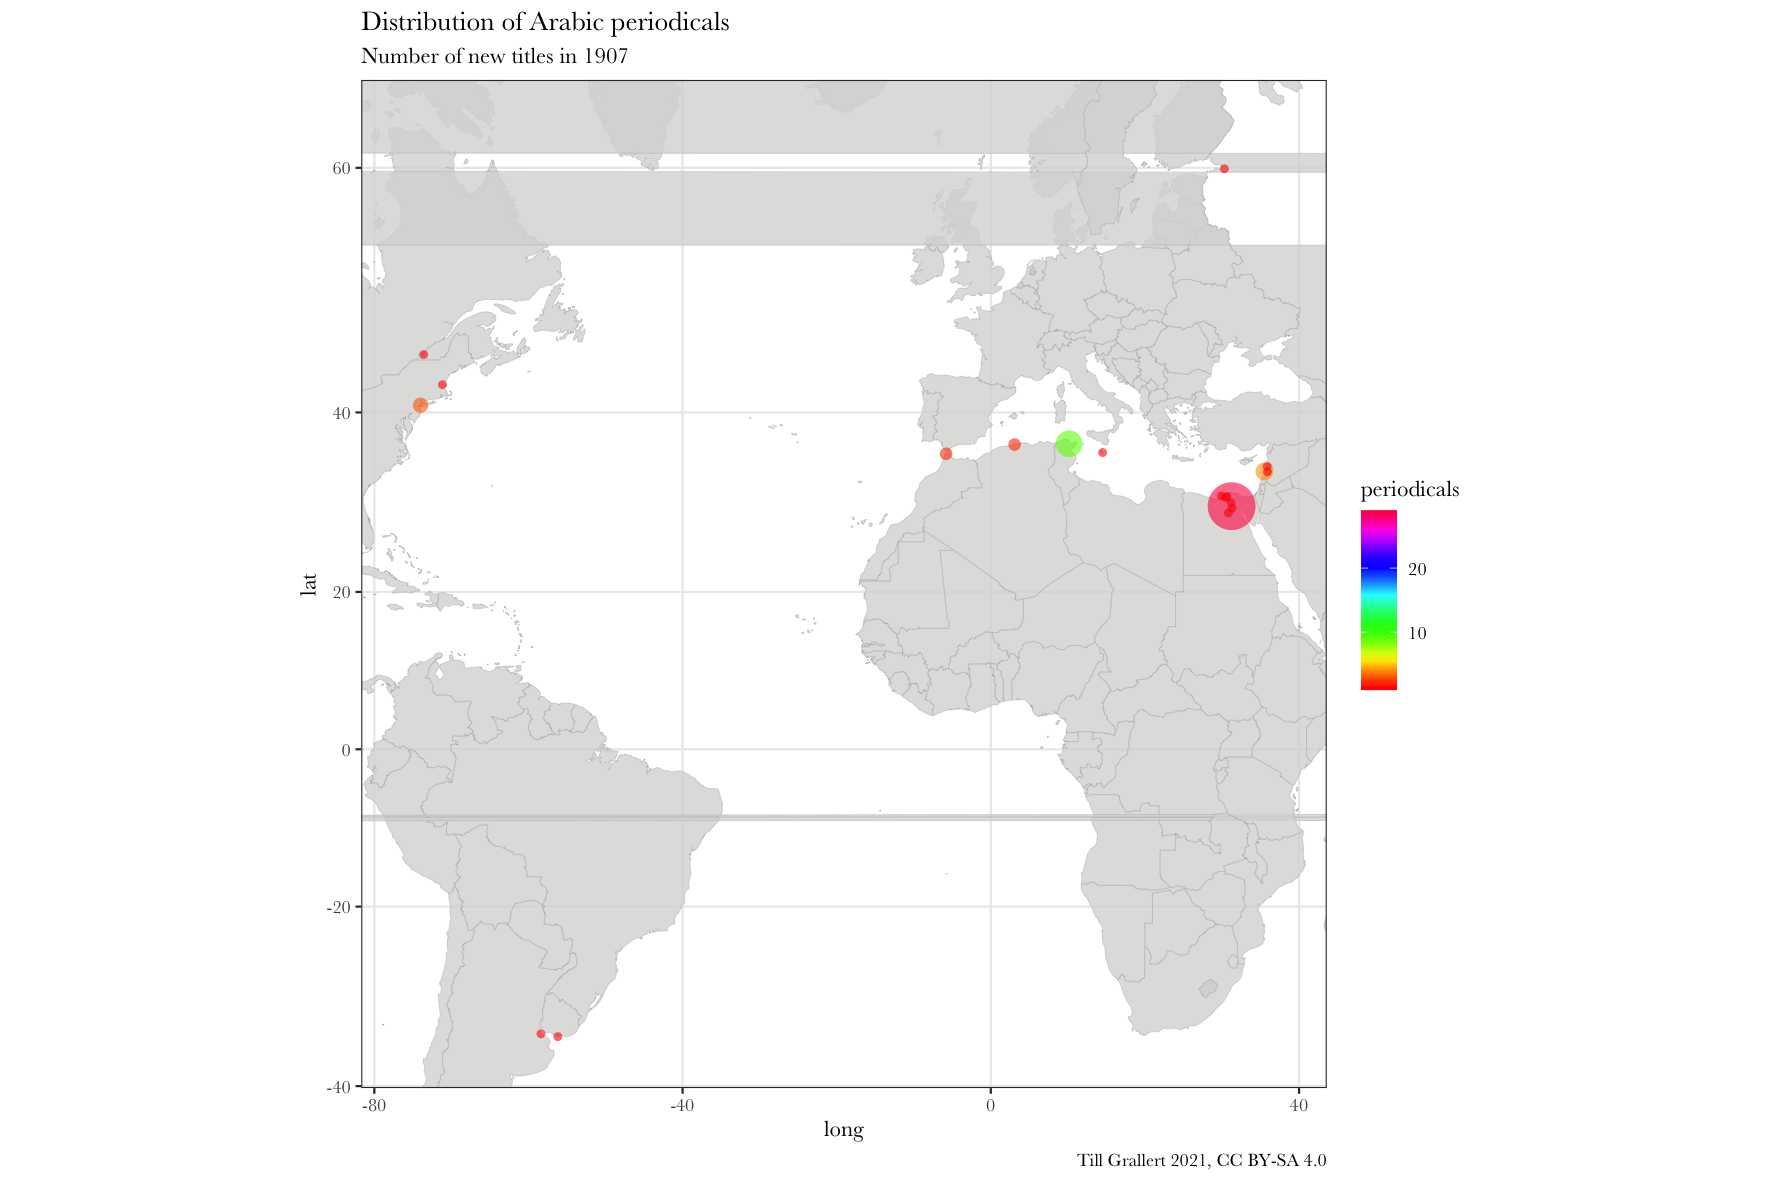 Distribution of Arabic periodicals
Number of new titles in 1907
60
40
20
0
-20
-40
lat
-80
-40
0
40
long
periodicals
20
10
Till Grallert 2021, CC BY-SA 4.0